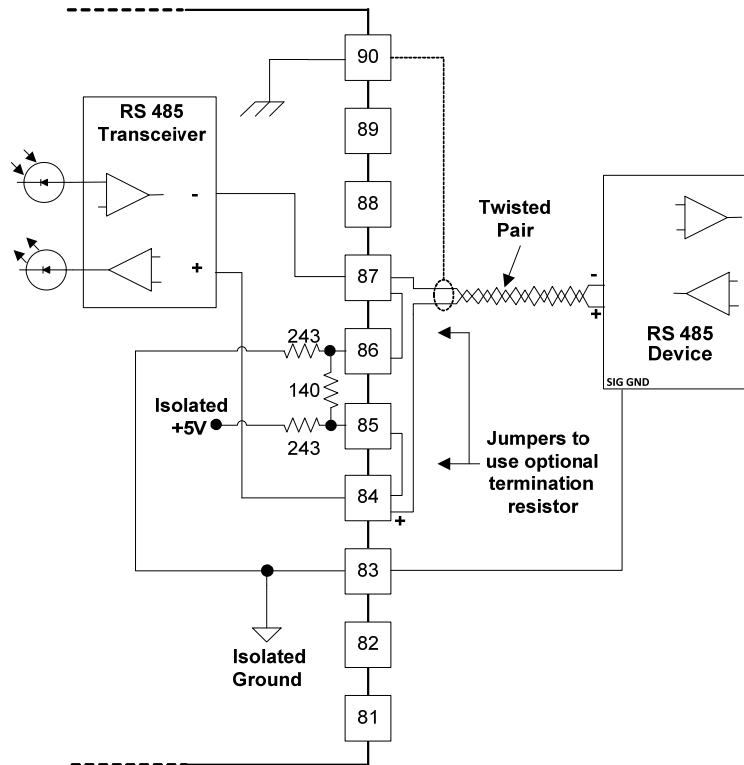 90
RS 485
Transceiver
89
-
88
Twisted
Pair
+
87
-
+
RS 485
Device
243
86
140
SIG GND
Isolated
+5V
85
243
Jumpers to
use optional
termination
resistor
84
+
83
82
Isolated
Ground
81